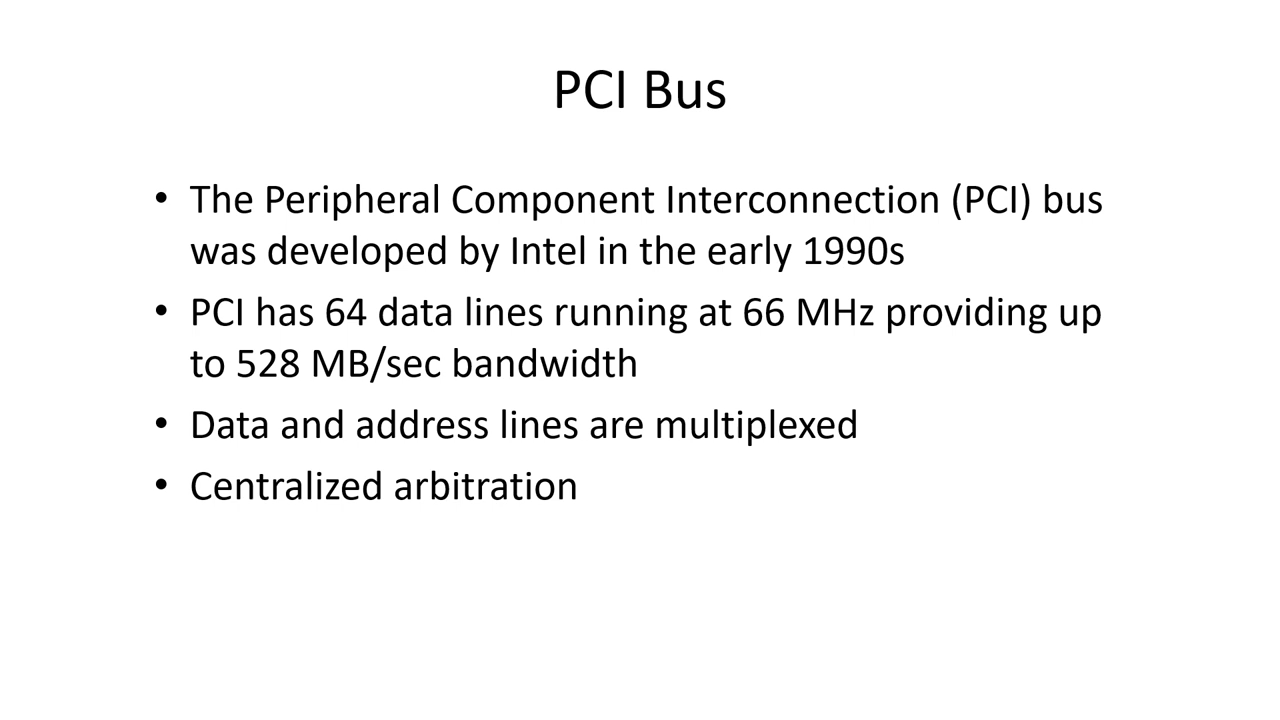 PCI Bus
• The Peripheral Component Interconnection (PCI) bus
was developed by Intel in the early 1990s
• PCI has 64 data lines running at 66 MHz providing up
to 528 MB/sec bandwidth
• Data and address lines are multiplexed
• Centralized arbitration